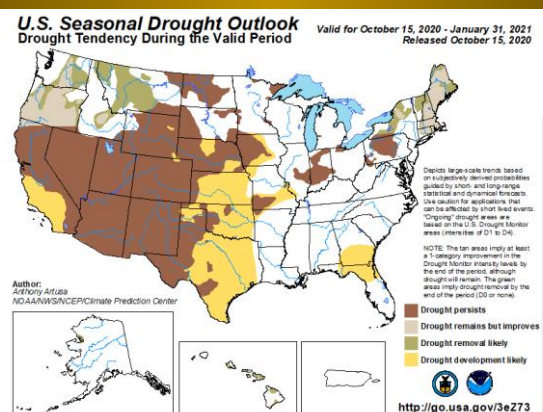 U.S. Seasonal Drought Outlook
Drought Tendency During the Valid Period
Valid for October 15, 2020 - January 31, 2021
Released October 15, 2020
Depicts large-scale trends based
on subjectively derived probabilities
guided by short- and long-range
statistical and dynamical forecasts.
Use caution for applications that
can be affected by short lived events.
"Ongoing" drought areas are
based on the U.S. Drought Monitor
areas (intensities of D1 to D4).
NOTE: The tan areas imply at least
a 1-category improvement in the
Drought Monitor intensity levels by
the end of the period, although
drought will remain. The green
areas imply drought removal by the
end of the period (D0 or none).
Author:
Anthony Artusa
NOAA/NWS/NCEP/Climate Prediction Center
Drought persists
Drought remains but improves
Drought removal likely
Drought development likely
http://go.usa.gov/3eZ73